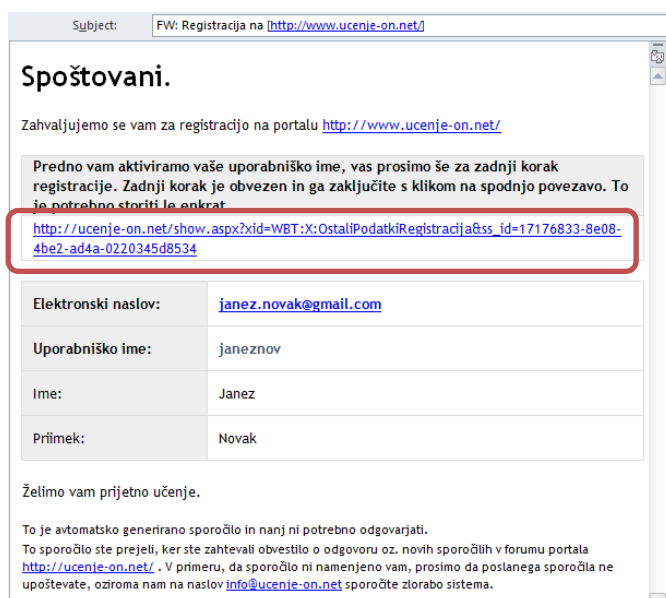 Subject: FW: Registracija na [http://www.ucenje-on.net/]
Spoštovani.
Zahvaljujemo se vam za registracijo na portalu http://www.ucenje-on.net/
Predno vam aktiviramo vaše uporabniško ime, vas prosimo še za zadnji korak
registracije. Zadnji korak je obvezen in ga zaključite s klikom na spodnjo povezavo. To
je potrebno storiti le enkrat
http://ucenje-on.net/show.aspx?xid=WBT:X:OstaliPodatkiRegistracija&ss_id=17176833-8e08-
4be2-ad4a-0220345d8534
Elektronski naslov: janez.novak@gmail.com
Uporabniško ime: janeznov
Ime: Janez
Priimek: Novak
Želimo vam prijetno učenje.
To je avtomatsko generirano sporočilo in nanj ni potrebno odgovarjati.
To sporočilo ste prejeli, ker ste zahtevali obvestilo o odgovoru oz. novih sporočilih v forumu portala
http://ucenje-on.net/ . V primeru, da sporočilo ni namenjeno vam, prosimo da poslanega sporočila ne
upoštevate, oziroma nam na naslov info@ucenje-on.net sporočite zlorabo sistema.